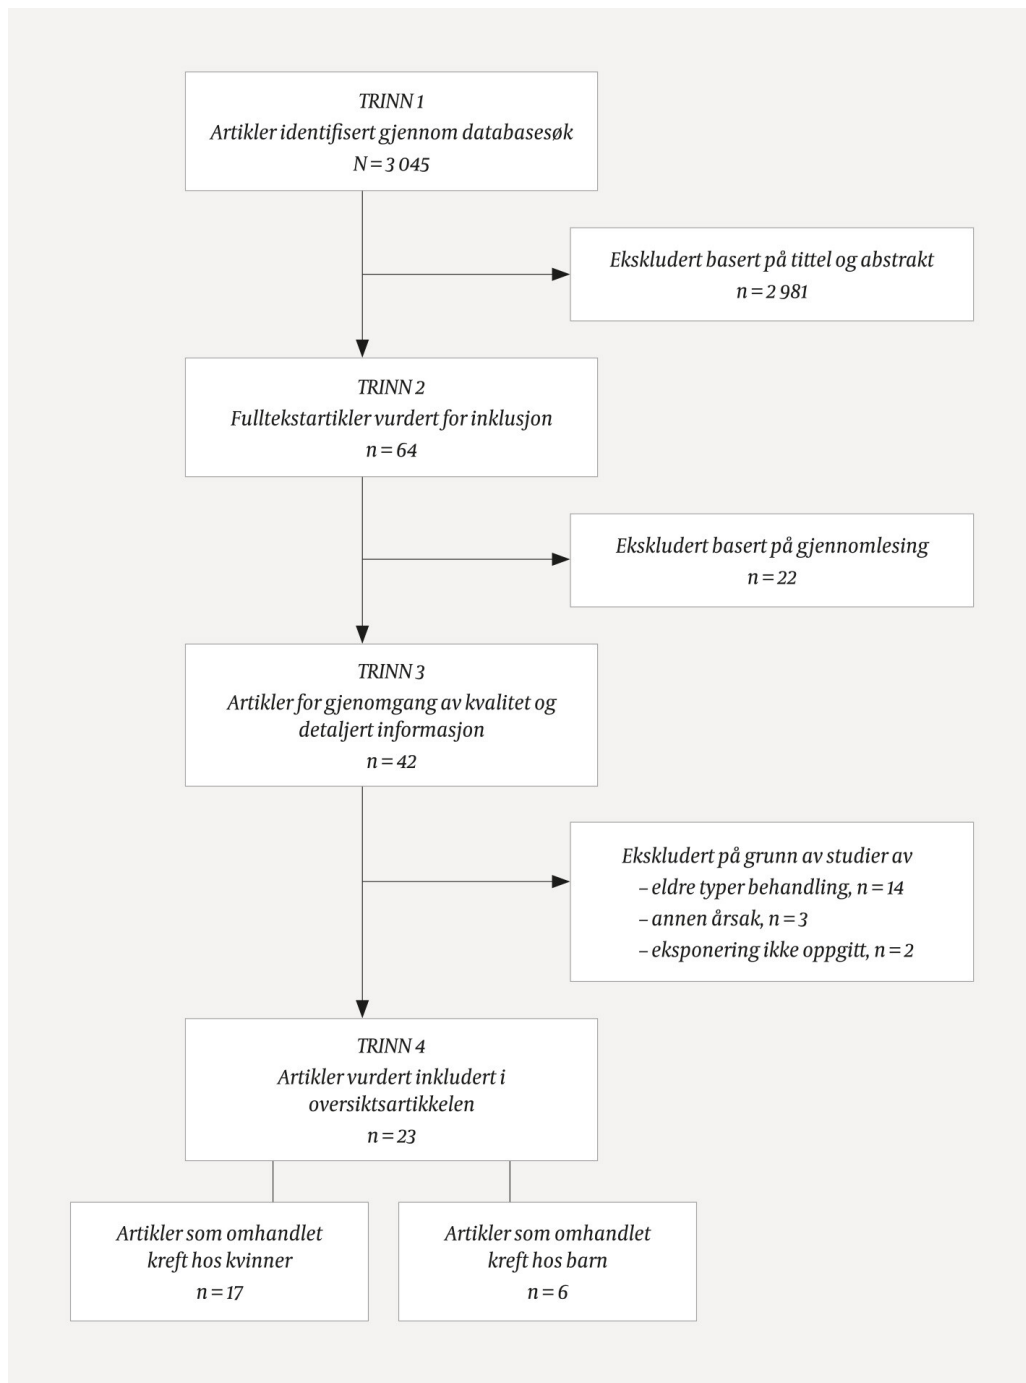 TRINN 1
Artikler identifisert gjennom databasesøk
N = 3 045
Ekskludert basert på tittel og abstrakt
n = 2 981
TRINN 2
Fulltekstartikler vurdert for inklusjon
n = 64
Ekskludert basert på gjennomlesing
n = 22
TRINN 3
Artikler for gjenomgang av kvalitet og
detaljert informasjon
n = 42
Ekskludert på grunn av studier av
– eldre typer behandling, n = 14
– annen årsak, n = 3
– eksponering ikke oppgitt, n = 2
TRINN 4
Artikler vurdert inkludert i
oversiktsartikkelen
n = 23
Artikler som omhandlet
kreft hos kvinner
n = 17
Artikler som omhandlet
kreft hos barn
n = 6